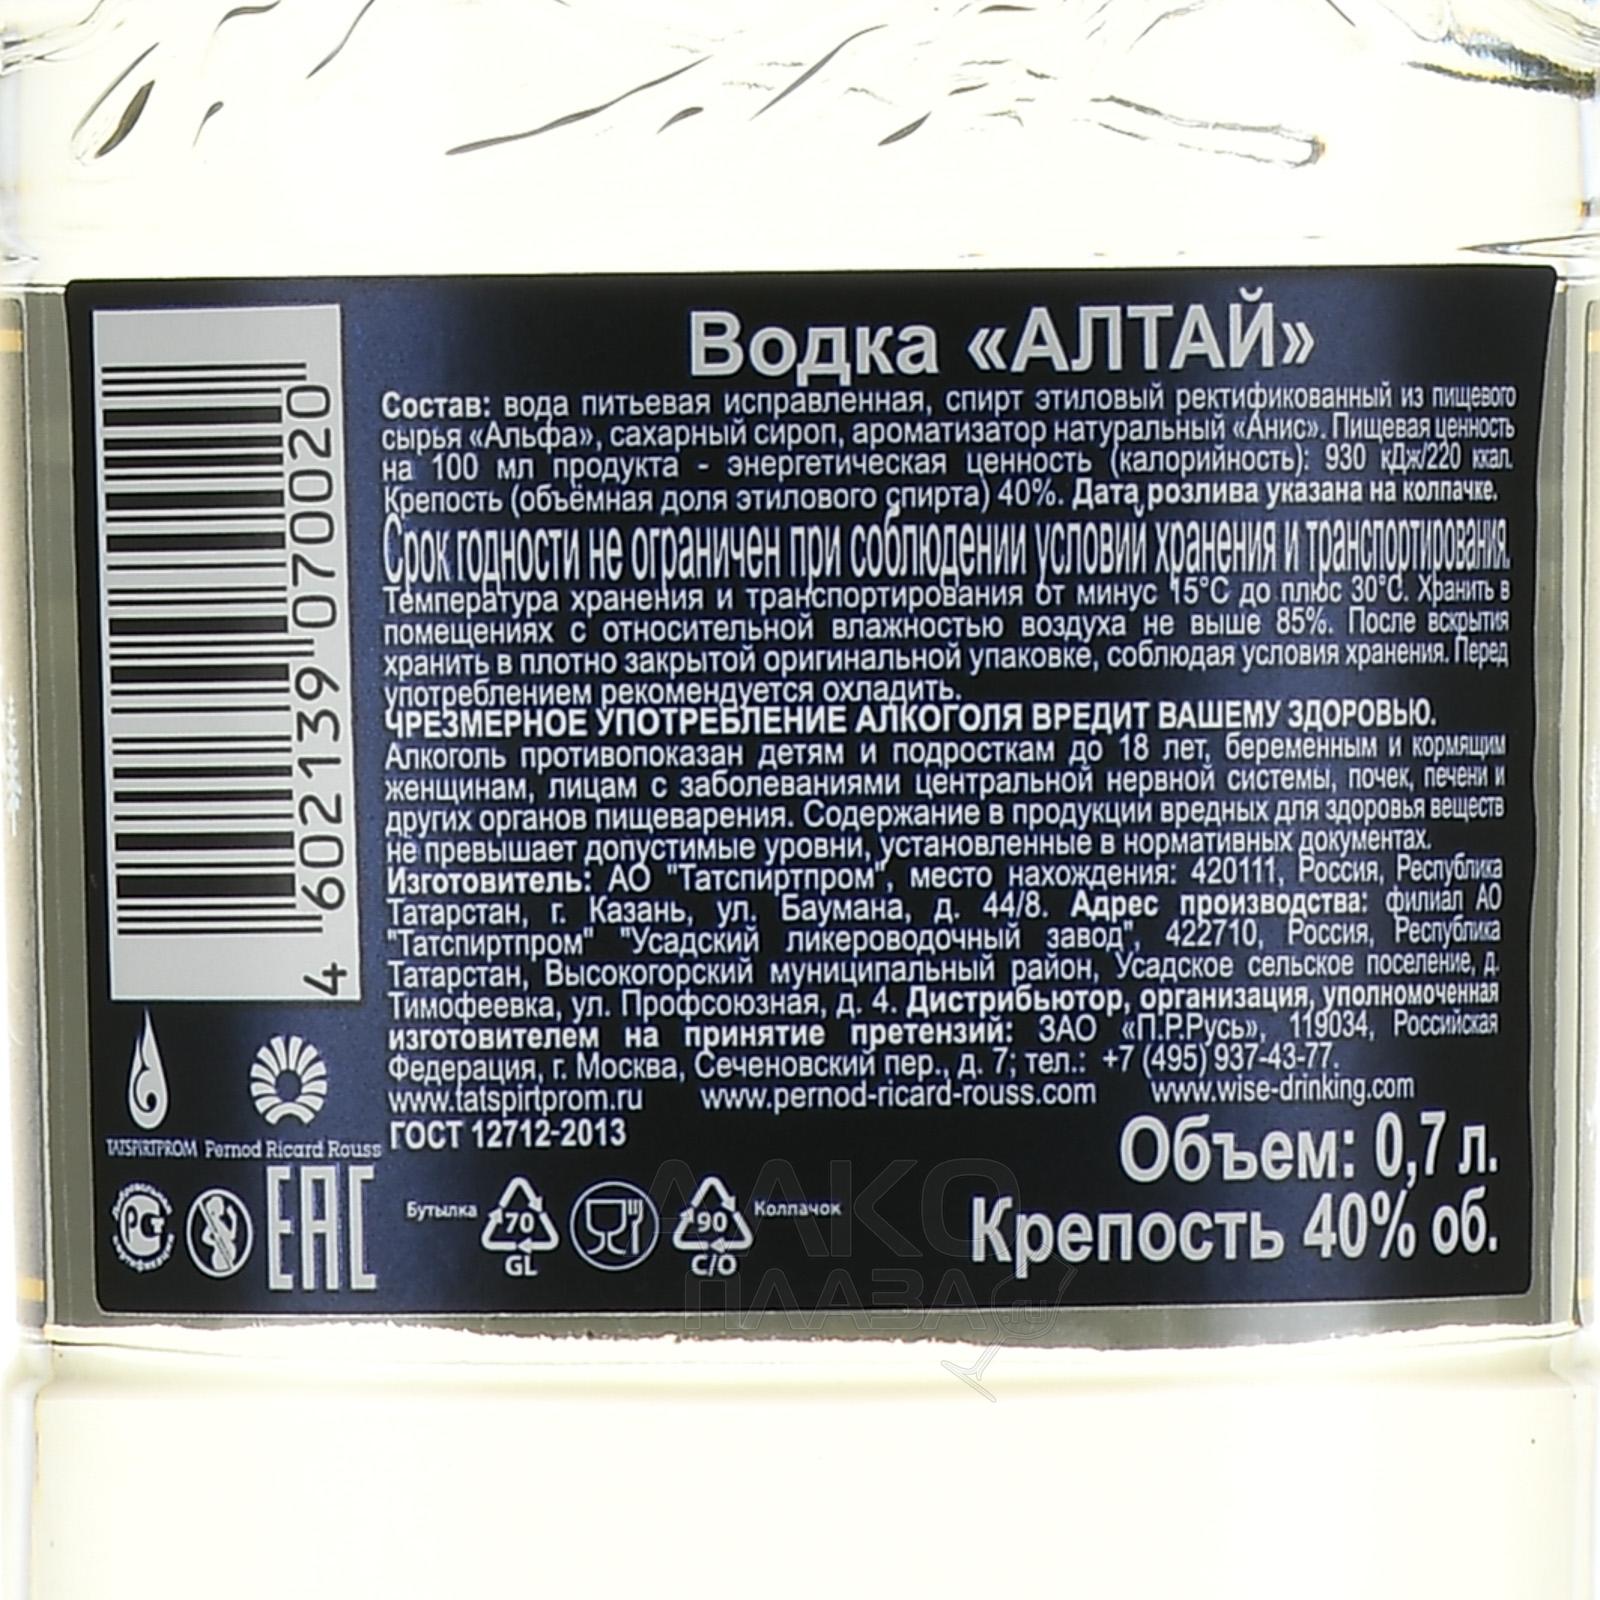 Водка «АЛТАЙ»
Состав: вода питьевая исправленная, спирт этиловый ректификованный из пищевого
сырья «Альфа», сахарный сироп, ароматизатор натуральный «Анис». Пищевая ценность
на 100 мл продукта - энергетическая ценность (калорийность): 930 кДж/220 ккал.
Крепость (объёмная доля этилового спирта) 40%. Дата розлива указана на колпачке.
Срок годности не ограничен при соблюдении условий хранения и транспортирования.
Температура хранения и транспортирования от минус 15°С до плюс 30°С. Хранить в
помещениях с относительной влажностью воздуха не выше 85%. После вскрытия
хранить в плотно закрытой оригинальной упаковке, соблюдая условия хранения. Перед
употреблением рекомендуется охладить.
ЧРЕЗМЕРНОЕ УПОТРЕБЛЕНИЕ АЛКОГОЛЯ ВРЕДИТ ВАШЕМУ ЗДОРОВЬЮ.
Алкоголь противопоказан детям и подросткам до 18 лет, беременным и кормящим
женщинам, лицам с заболеваниями центральной нервной системы, почек, печени и
других органов пищеварения. Содержание в продукции вредных для здоровья веществ
не превышает допустимые уровни, установленные в нормативных документах.
Изготовитель: АО "Татспиртпром", место нахождения: 420111, Россия, Республика
Татарстан, г. Казань, ул. Баумана, д. 44/8. Адрес производства: филиал АО
"Татспиртпром" "Усадский ликероводочный завод", 422710, Россия, Республика
Татарстан, Высокогорский муниципальный район, Усадское сельское поселение, д.
Тимофеевка, ул. Профсоюзная, д. 4. Дистрибьютор, организация, уполномоченная
изготовителем на принятие претензий: ЗАО «П.Р.Русь», 119034, Российская
Федерация, г. Москва, Сеченовский пер., д. 7; тел.: +7 (495) 937-43-77.
www.tatspirtprom.ru www.pernod-ricard-rouss.com www.wise-drinking.com
ГОСТ 12712-2013
Объем: 0,7 л.
Крепость 40% об.
4 602139 070020
TATSPIRTPROM Pernod Ricard Rouss
Добровольная сертификация
РСТ
EAC
Бутылка 70 GL
90 C/O Колпачок
АЛКО
ПЛАЗА.ru